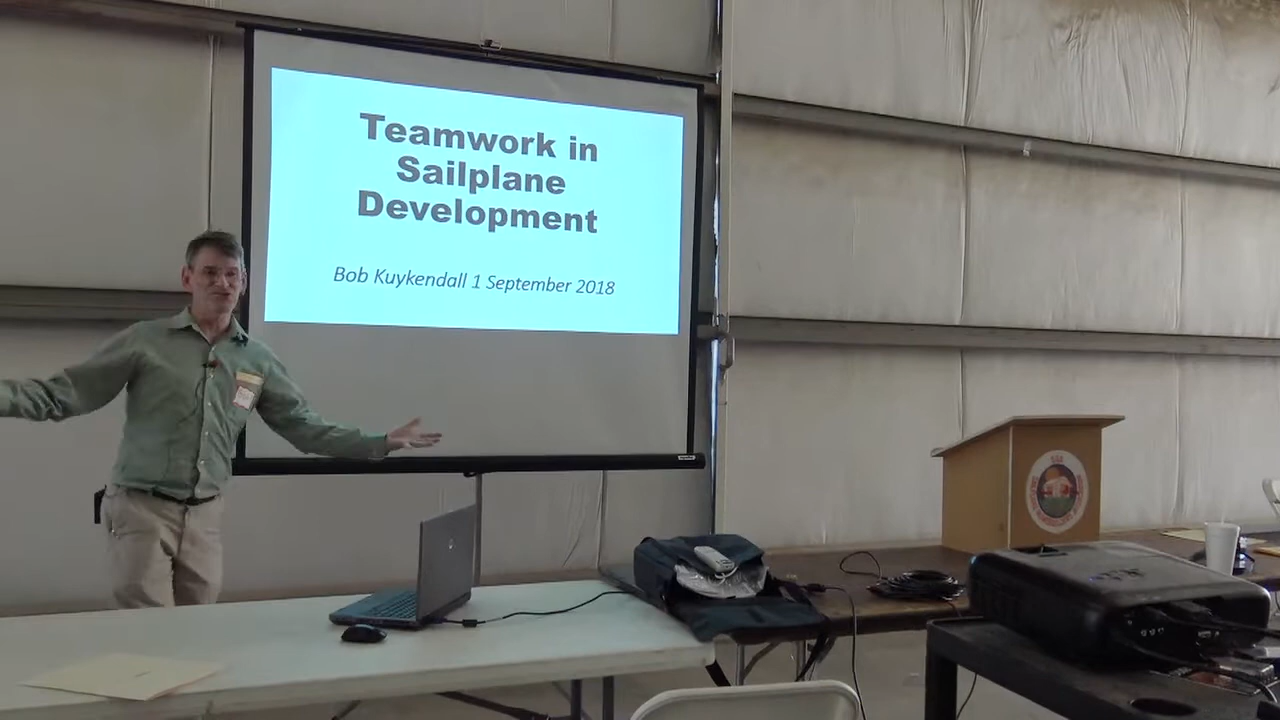 Teamwork in
Sailplane
Development
Bob Kuykendall 1 September 2018